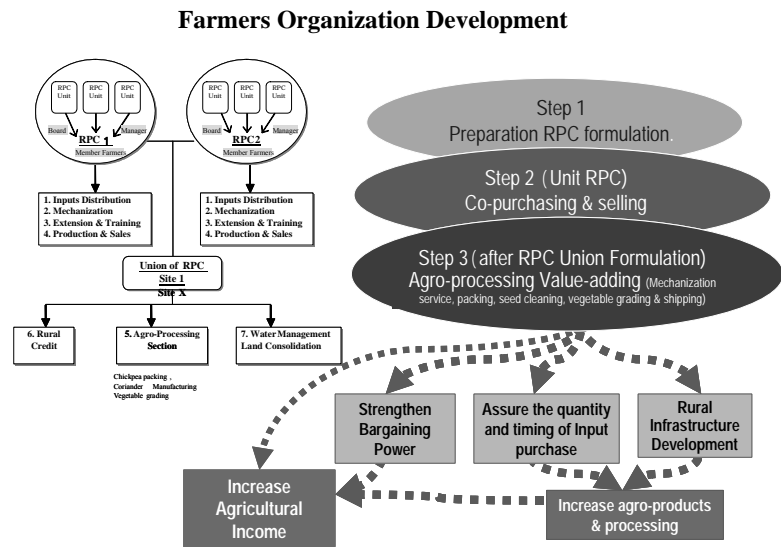 Farmers Organization Development
RPC Unit
RPC Unit
RPC Unit
Board
Manager
RPC 1
Member Farmers
RPC Unit
RPC Unit
RPC Unit
Board
Manager
RPC2
Member Farmers
1. Inputs Distribution
2. Mechanization
3. Extension & Training
4. Production & Sales
1. Inputs Distribution
2. Mechanization
3. Extension & Training
4. Production & Sales
Union of RPC
Site 1
Site X
6. Rural
Credit
5. Agro-Processing
Section
7. Water Management
Land Consolidation
Chickpea packing ,
Coriander Manufacturing
Vegetable grading
Step 1
Preparation RPC formulation
Step 2 (Unit RPC)
Co-purchasing & selling
Step 3 (after RPC Union Formulation)
Agro-processing Value-adding (Mechanization
service, packing, seed cleaning, vegetable grading & shipping)
Strengthen
Bargaining
Power
Assure the quantity
and timing of Input
purchase
Rural
Infrastructure
Development
Increase
Agricultural
Income
Increase agro-products
& processing